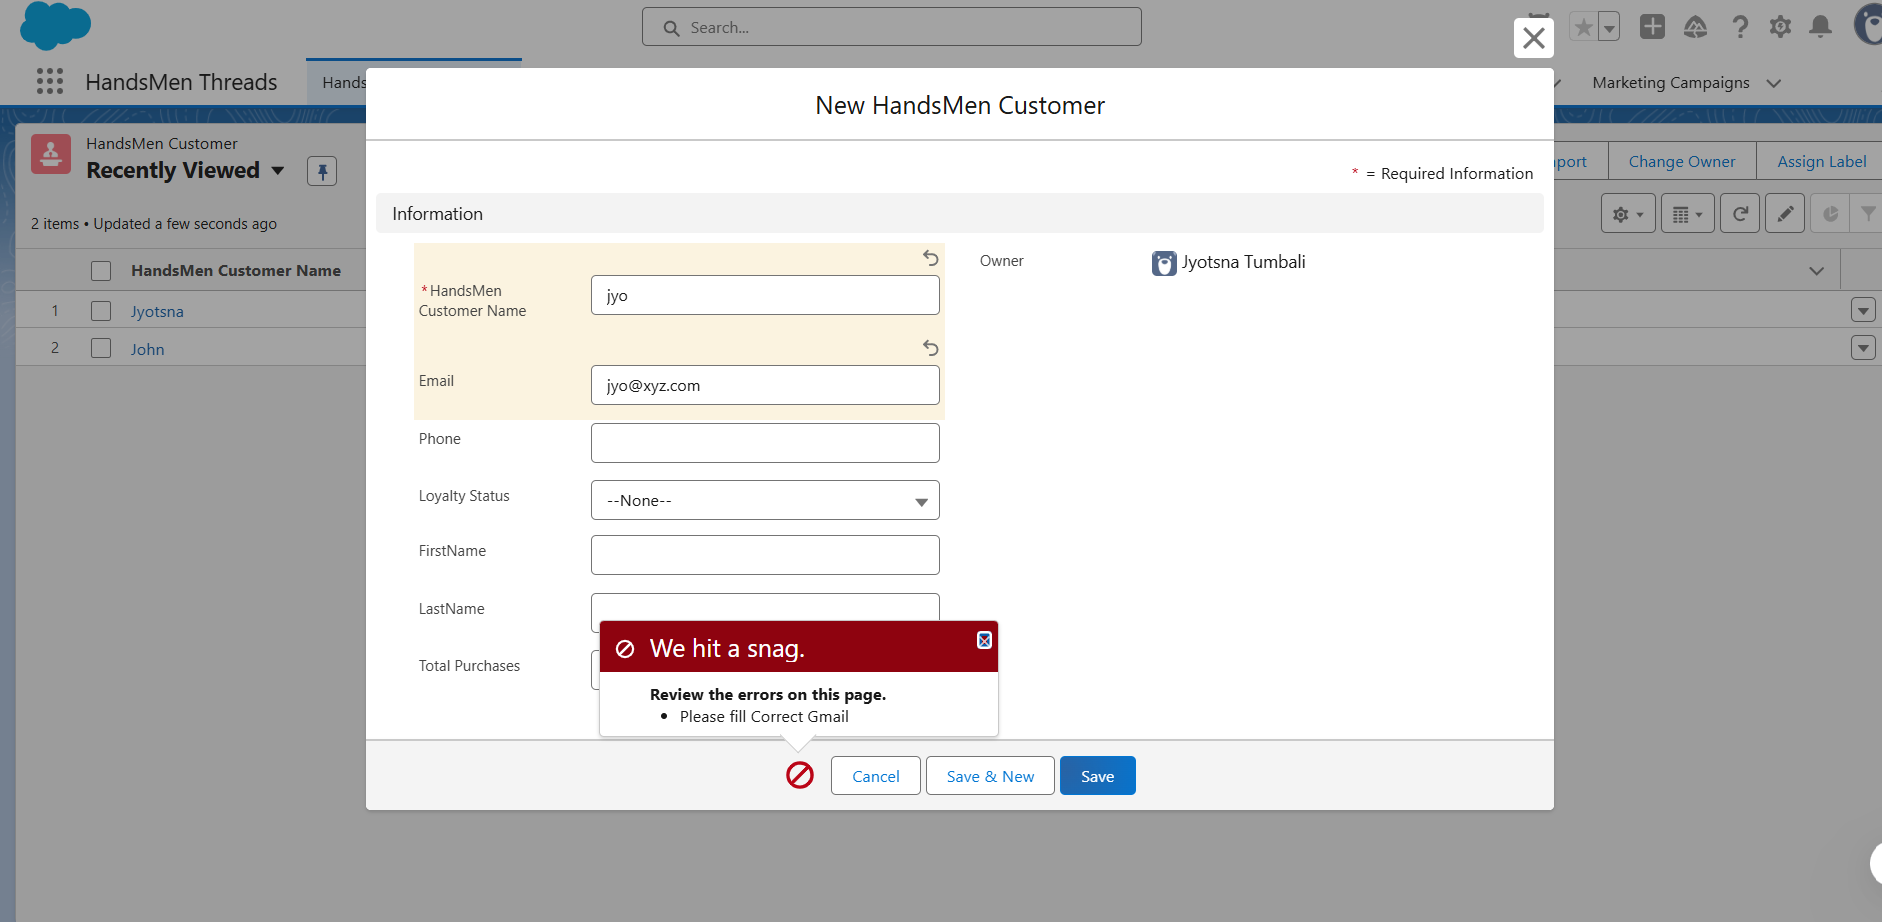 Search...
HandsMen Threads
Hands
Marketing Campaigns
New HandsMen Customer
HandsMen Customer
Recently Viewed
port
Change Owner
Assign Label
* = Required Information
Information
2 items • Updated a few seconds ago
HandsMen Customer Name
1
Jyotsna
2
John
*HandsMen
Customer Name
jyo
Owner
Jyotsna Tumbali
Email
jyo@xyz.com
Phone
Loyalty Status
--None--
FirstName
LastName
Total Purchases
We hit a snag.
Review the errors on this page.
• Please fill Correct Gmail
Cancel
Save & New
Save